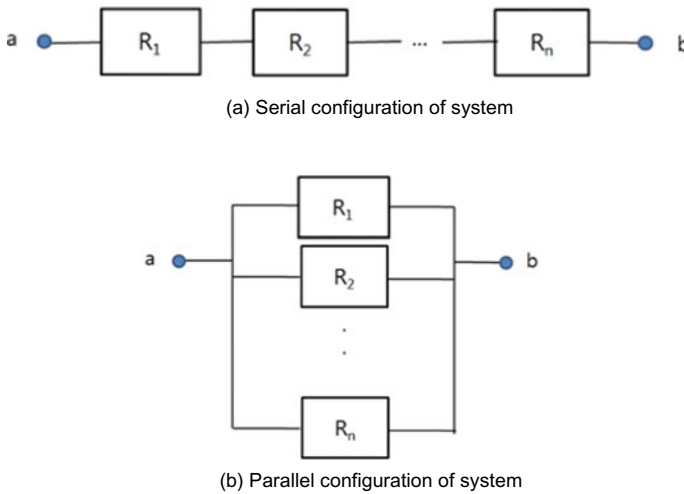 a R₁ R₂ ... Rₙ b
(a) Serial configuration of system
R₁
a b
R₂
.
.
Rₙ
(b) Parallel configuration of system